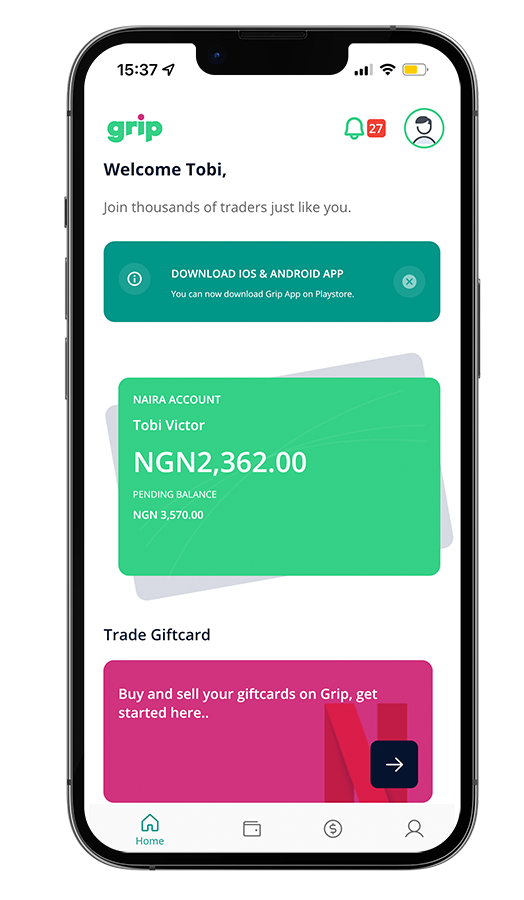 15:37
grip
27
Welcome Tobi,
Join thousands of traders just like you.
DOWNLOAD IOS & ANDROID APP
You can now download Grip App on Playstore.
NAIRA ACCOUNT
Tobi Victor
NGN2,362.00
PENDING BALANCE
NGN 3,570.00
Trade Giftcard
Buy and sell your giftcards on Grip, get
started here..
Home